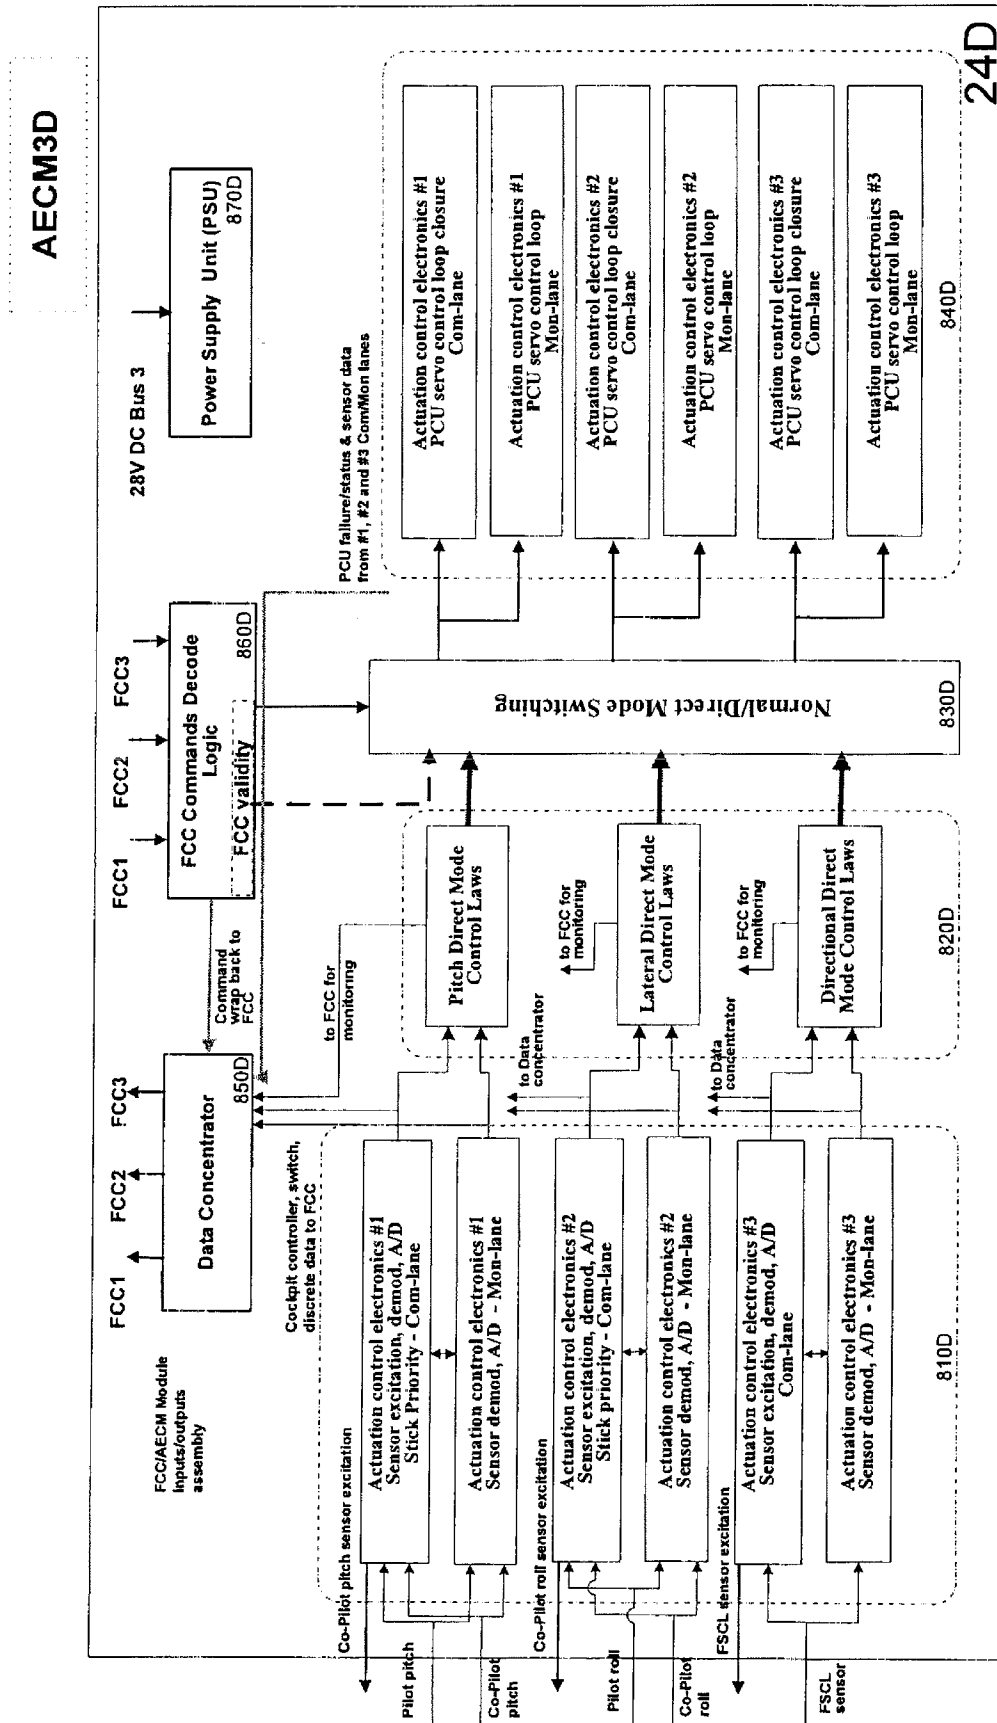 AECM3D
24D
FCC/AECM Module
Inputs/outputs
assembly
FCC1
FCC2
FCC3
Data Concentrator
850D
Command
wrap back to
FCC
FCC1
FCC2
FCC3
FCC Commands Decode
Logic
FCC validity
860D
28V DC Bus 3
Power Supply Unit (PSU)
870D
Cockpit controller, switch,
discrete data to FCC
to FCC for
monitoring
PCU failure/status & sensor data
from #1, #2 and #3 Com/Mon lanes
Co-Pilot pitch sensor excitation
Pilot pitch
Co-Pilot
pitch
Co-Pilot roll sensor excitation
Pilot roll
Co-Pilot
roll
FSCL sensor excitation
FSCL
sensor
Actuation control electronics #1
Sensor excitation, demod, A/D
Stick Priority - Com-lane
Actuation control electronics #1
Sensor demod, A/D - Mon-lane
Actuation control electronics #2
Sensor excitation, demod, A/D
Stick priority - Com-lane
Actuation control electronics #2
Sensor demod, A/D - Mon-lane
Actuation control electronics #3
Sensor excitation, demod, A/D
Com-lane
Actuation control electronics #3
Sensor demod, A/D - Mon-lane
810D
to Data
concentrator
to Data
concentrator
Pitch Direct Mode
Control Laws
to FCC for
monitoring
Lateral Direct Mode
Control Laws
to FCC for
monitoring
Directional Direct
Mode Control Laws
820D
Normal/Direct Mode Switching
830D
Actuation control electronics #1
PCU servo control loop closure
Com-lane
Actuation control electronics #1
PCU servo control loop
Mon-lane
Actuation control electronics #2
PCU servo control loop closure
Com-lane
Actuation control electronics #2
PCU servo control loop
Mon-lane
Actuation control electronics #3
PCU servo control loop closure
Com-lane
Actuation control electronics #3
PCU servo control loop
Mon-lane
840D